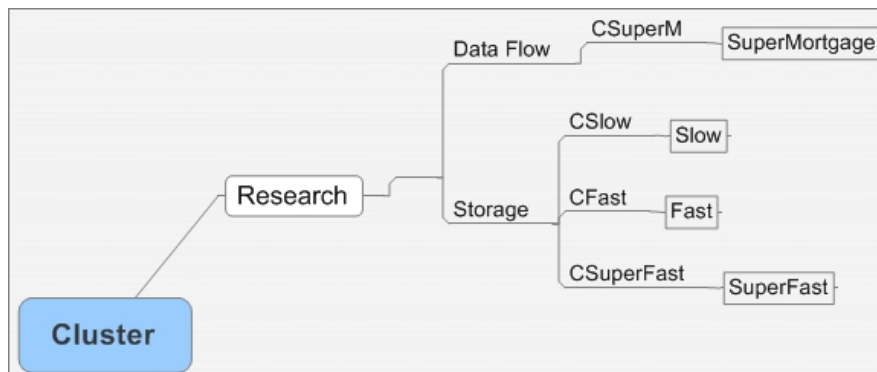 CSuperM
SuperMortgage
Data Flow
CSlow
Slow
Research
Storage
CFast
Fast
CSuperFast
SuperFast
Cluster